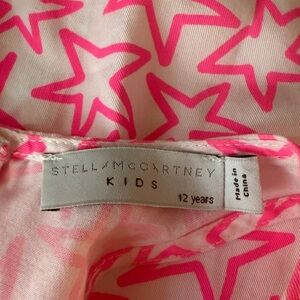 STELLA McCARTNEY
KIDS
12 years
Made in
China